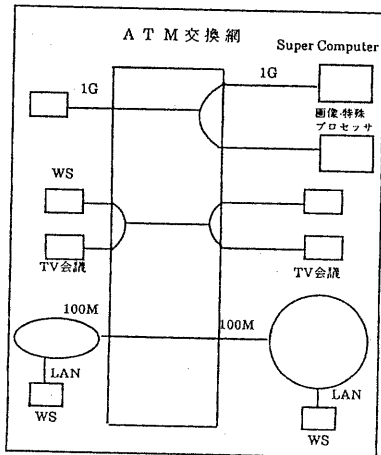 ATM交換網
Super Computer
1G
1G
画像·特殊
プロセッサ
WS
TV会議
TV会議
100M
100M
LAN
WS
LAN
WS